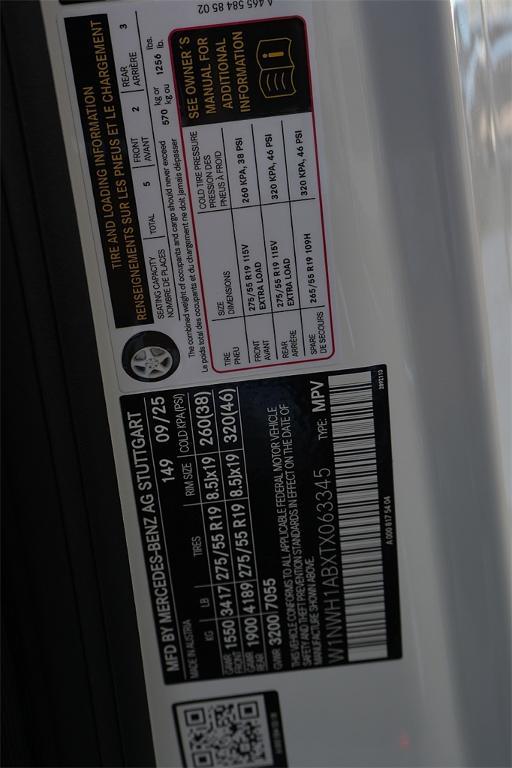 A 465 584 85 02
TIRE AND LOADING INFORMATION
RENSEIGNEMENTS SUR LES PNEUS ET LE CHARGEMENT
SEATING CAPACITY TOTAL 5 FRONT 2 REAR 3
NOMBRE DE PLACES AVANT ARRIÈRE
The combined weight of occupants and cargo should never exceed 570 kg or 1256 lbs.
Le poids total des occupants et du chargement ne doit jamais dépasser kg ou lb.
TIRE SIZE COLD TIRE PRESSURE
PNEU DIMENSIONS PRESSION DES
PNEUS À FROID
FRONT 275/55 R19 115V 260 KPA, 38 PSI
AVANT EXTRA LOAD
REAR 275/55 R19 115V 320 KPA, 46 PSI
ARRIÈRE EXTRA LOAD
SPARE 265/55 R19 109H 320 KPA, 46 PSI
DE SECOURS
SEE OWNER'S
MANUAL FOR
ADDITIONAL
INFORMATION
MFD BY MERCEDES-BENZ AG STUTTGART
MADE IN AUSTRIA 149 09/25
KG LB TIRES RIM SIZE COLD KPA(PSI)
GAWR FRONT 1550 3417 275/55 R19 8.5Jx19 260(38)
GAWR REAR 1900 4189 275/55 R19 8.5Jx19 320(46)
GVWR 3200 7055
THIS VEHICLE CONFORMS TO ALL APPLICABLE FEDERAL MOTOR VEHICLE
SAFETY AND THEFT PREVENTION STANDARDS IN EFFECT ON THE DATE OF
MANUFACTURE SHOWN ABOVE.
W1NWH1ABXTX063345 TYPE: MPV
A 000 817 54 04